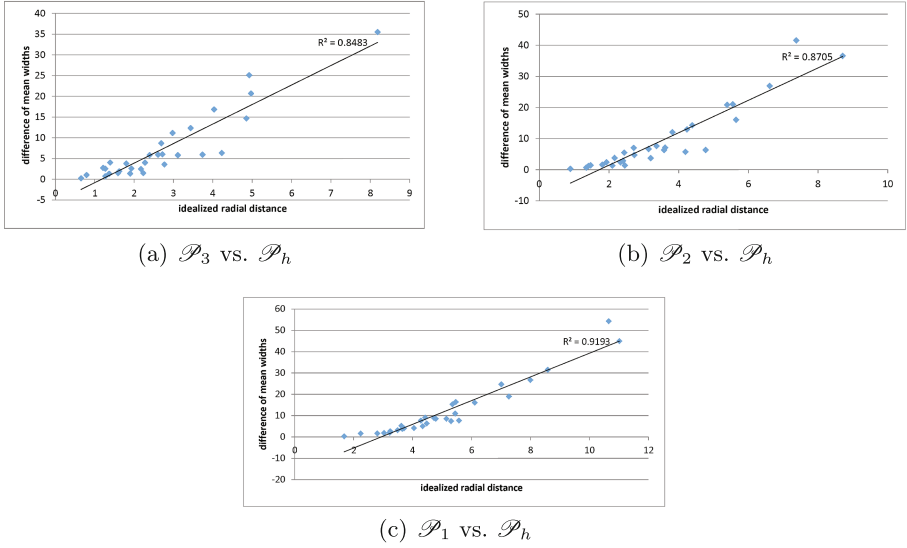 40
35
30
25
20
15
10
5
0
-5
0 1 2 3 4 5 6 7 8 9
R² = 0.8483
difference of mean widths
idealized radial distance
(a) 𝒫3 vs. 𝒫h
50
40
30
20
10
0
-10
0 2 4 6 8 10
R² = 0.8705
difference of mean widths
idealized radial distance
(b) 𝒫2 vs. 𝒫h
60
50
40
30
20
10
0
-10
-20
0 2 4 6 8 10 12
R² = 0.9193
difference of mean widths
idealized radial distance
(c) 𝒫1 vs. 𝒫h